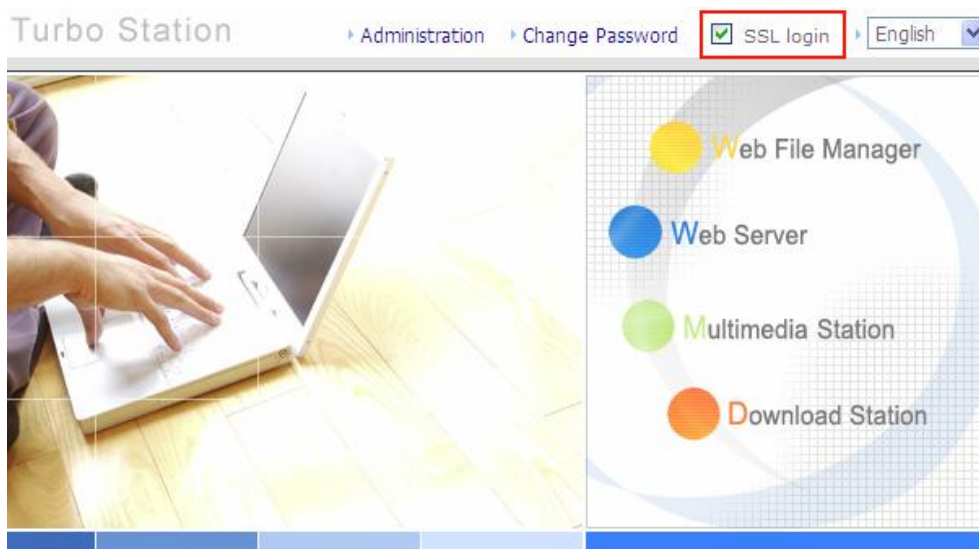 Turbo Station
Administration Change Password SSL login English
Web File Manager
Web Server
Multimedia Station
Download Station